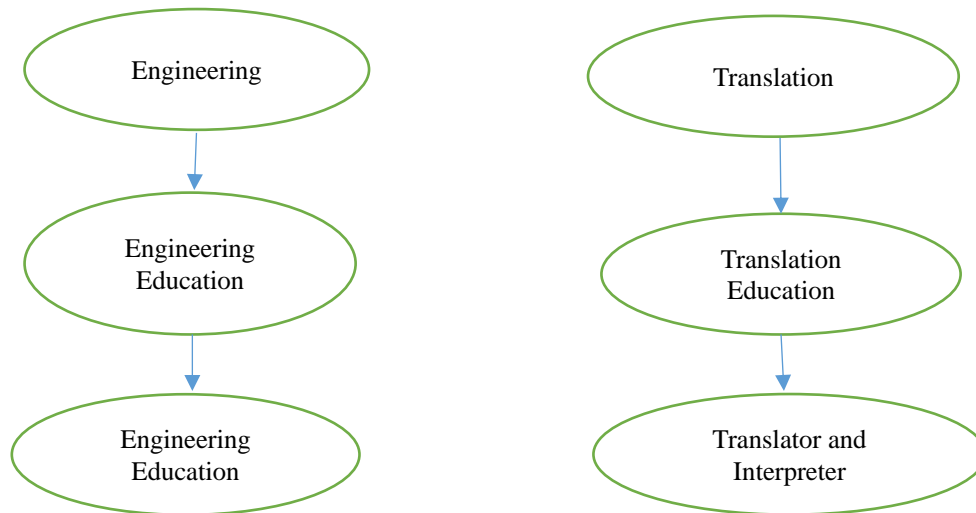 Engineering
Translation
Engineering
Education
Translation
Education
Engineering
Education
Translator and
Interpreter